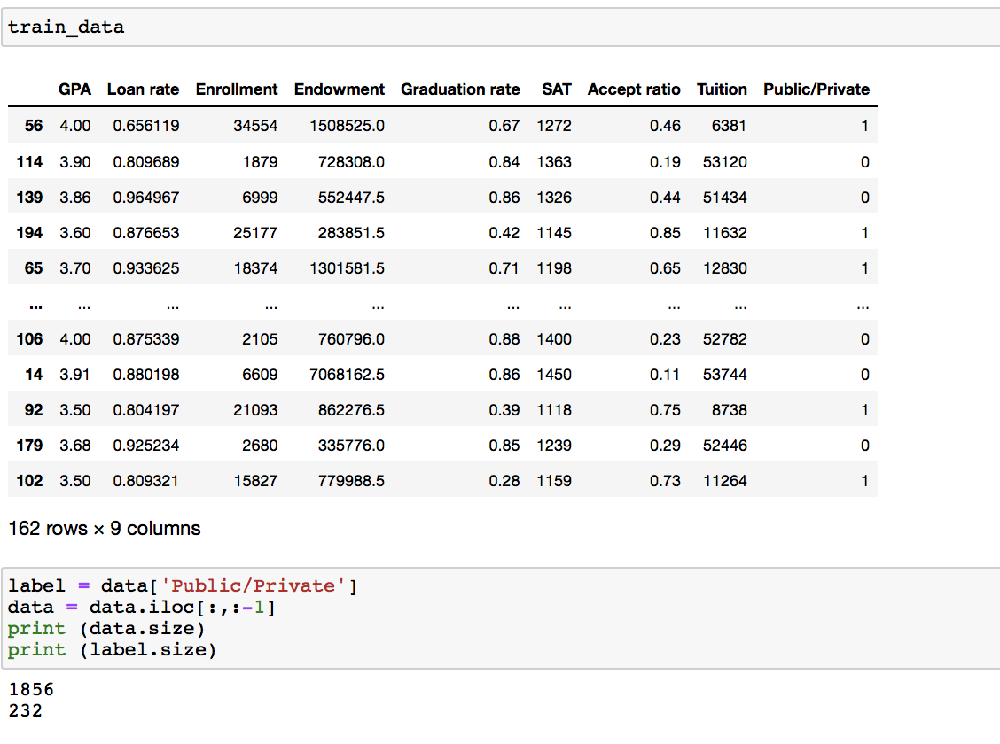 train_data
GPA Loan rate Enrollment Endowment Graduation rate SAT Accept ratio Tuition Public/Private
56 4.00 0.656119 34554 1508525.0 0.67 1272 0.46 6381 1
114 3.90 0.809689 1879 728308.0 0.84 1363 0.19 53120 0
139 3.86 0.964967 6999 552447.5 0.86 1326 0.44 51434 0
194 3.60 0.876653 25177 283851.5 0.42 1145 0.85 11632 1
65 3.70 0.933625 18374 1301581.5 0.71 1198 0.65 12830 1
... ... ... ... ... ... ... ... ... ...
106 4.00 0.875339 2105 760796.0 0.88 1400 0.23 52782 0
14 3.91 0.880198 6609 7068162.5 0.86 1450 0.11 53744 0
92 3.50 0.804197 21093 862276.5 0.39 1118 0.75 8738 1
179 3.68 0.925234 2680 335776.0 0.85 1239 0.29 52446 0
102 3.50 0.809321 15827 779988.5 0.28 1159 0.73 11264 1
162 rows × 9 columns
label = data['Public/Private']
data = data.iloc[:,:-1]
print (data.size)
print (label.size)
1856
232